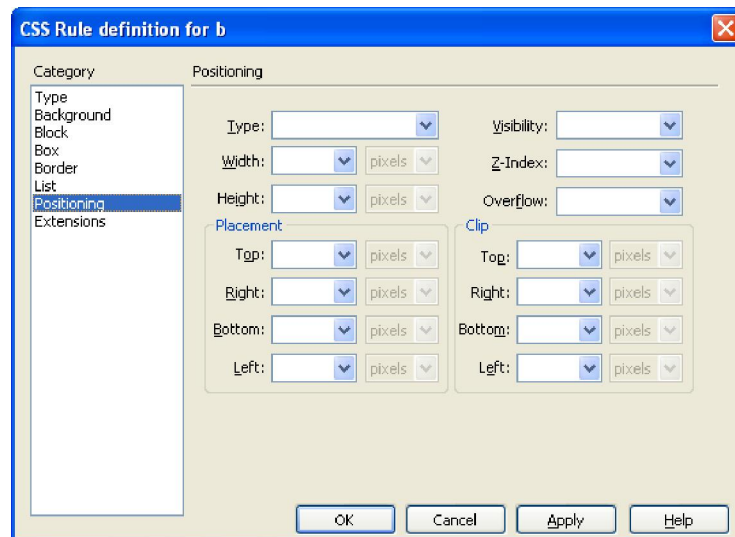 CSS Rule definition for b
Category
Positioning
Type
Background
Block
Box
Border
List
Positioning
Extensions
Type:
Visibility:
Width: pixels
Z-Index:
Height: pixels
Overflow:
Placement
Top: pixels
Right: pixels
Bottom: pixels
Left: pixels
Clip
Top: pixels
Right: pixels
Bottom: pixels
Left: pixels
OK Cancel Apply Help